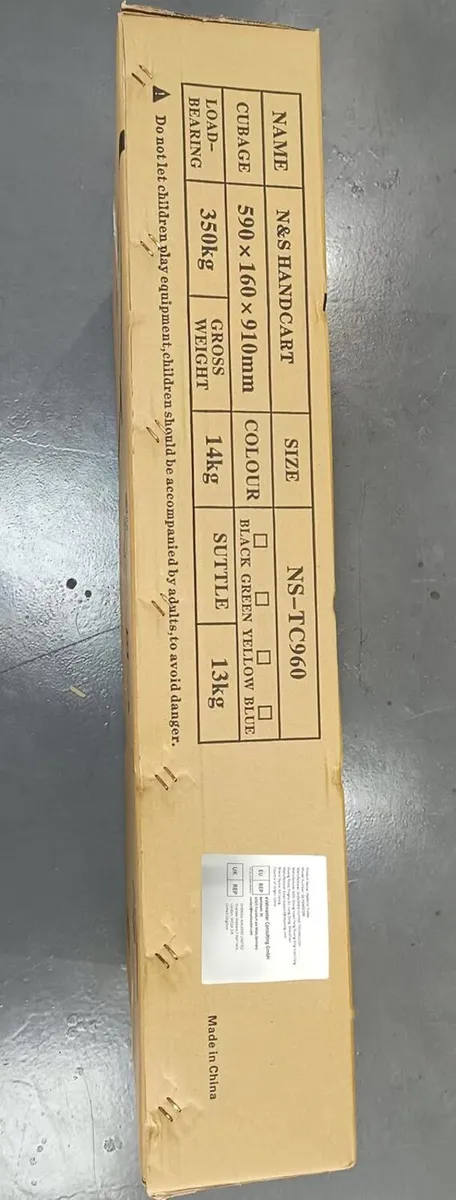 NAME N&S HANDCART SIZE NS-TC960
CUBAGE 590×160×910mm COLOUR BLACK GREEN YELLOW BLUE
LOAD-
BEARING 350kg GROSS
WEIGHT 14kg SUTTLE 13kg
Do not let children play equipment,children should be accompanied by adults,to avoid danger.
EU REP
Consulting GmbH
UK REP
Made in China